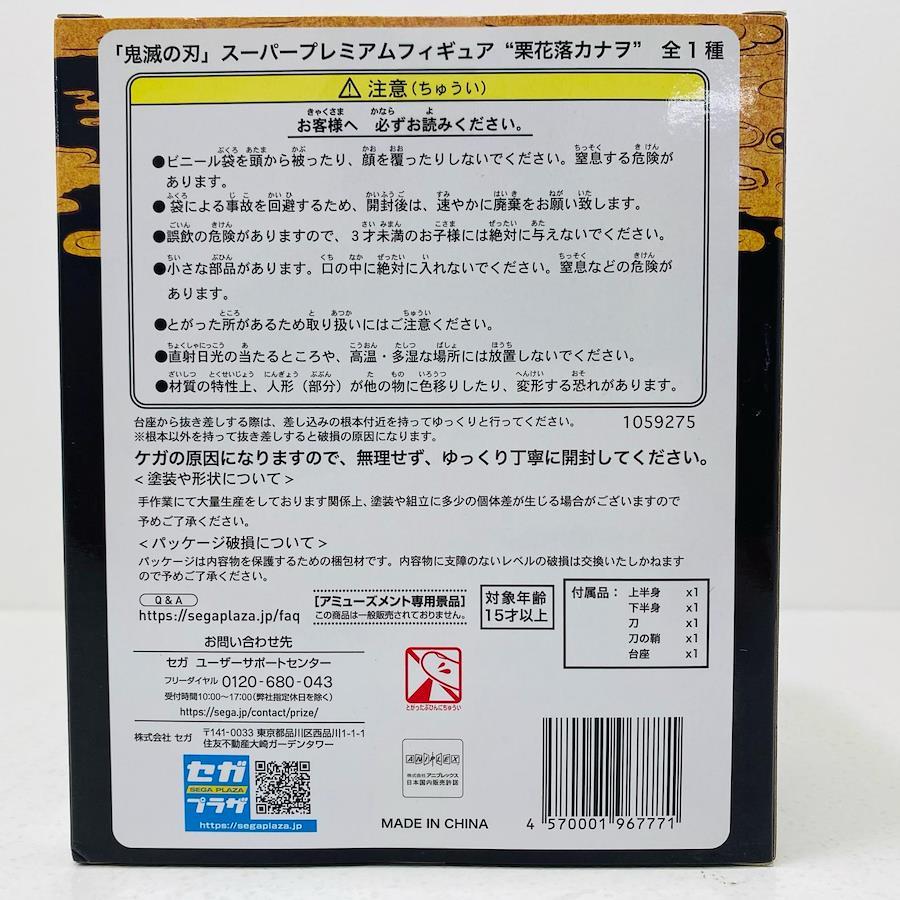 「鬼滅の刃」スーパープレミアムフィギュア “栗花落カナヲ” 全1種
⚠ 注意(ちゅうい)
お客様へ 必ずお読みください。
●ビニール袋を頭から被ったり、顔を覆ったりしないでください。窒息する危険が
あります。
●袋による事故を回避するため、開封後は、速やかに廃棄をお願い致します。
●誤飲の危険がありますので、3才未満のお子様には絶対に与えないでください。
●小さな部品があります。口の中に絶対に入れないでください。窒息などの危険が
あります。
●とがった所があるため取り扱いにはご注意ください。
●直射日光の当たるところや、高温・多湿な場所には放置しないでください。
●材質の特性上、人形(部分)が他の物に色移りしたり、変形する恐れがあります。
台座から抜き差しする際は、差し込みの根本付近を持ってゆっくりと行ってください。
※根本以外を持って抜き差しすると破損の原因になります。
1059275
ケガの原因になりますので、無理せず、ゆっくり丁寧に開封してください。
<塗装や形状について>
手作業にて大量生産をしております関係上、塗装や組立に多少の個体差が生じる場合がございますので
予めご了承ください。
<パッケージ破損について>
パッケージは内容物を保護するための梱包材です。内容物に支障のないレベルの破損は交換いたしかねます
ので予めご了承ください。
Q&A
https://segaplaza.jp/faq
[アミューズメント専用景品]
この商品は一般販売されておりません。
対象年齢
15才以上
付属品: 上半身 x1
下半身 x1
刀 x1
刀の鞘 x1
台座 x1
お問い合わせ先
セガ ユーザーサポートセンター
フリーダイヤル 0120-680-043
受付時間10:00~17:00(弊社指定休日を除く)
https://sega.jp/contact/prize/
株式会社 セガ 〒141-0033 東京都品川区西品川1-1-1
住友不動産大崎ガーデンタワー
とがったぶひんにちゅうい
セガ
SEGA PLAZA
プラザ
https://segaplaza.jp/
ANIPLEX
株式会社アニプレックス
日本国内販売許諾
MADE IN CHINA
4 570001 967771